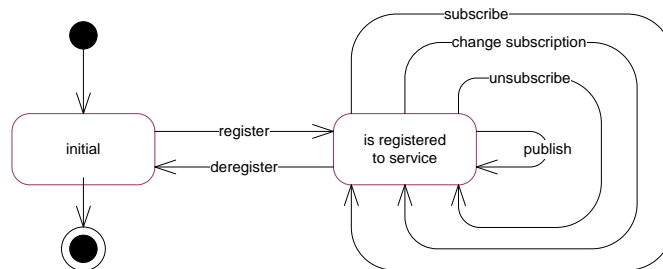 subscribe
change subscription
unsubscribe
register
initial
is registered
to service
publish
deregister